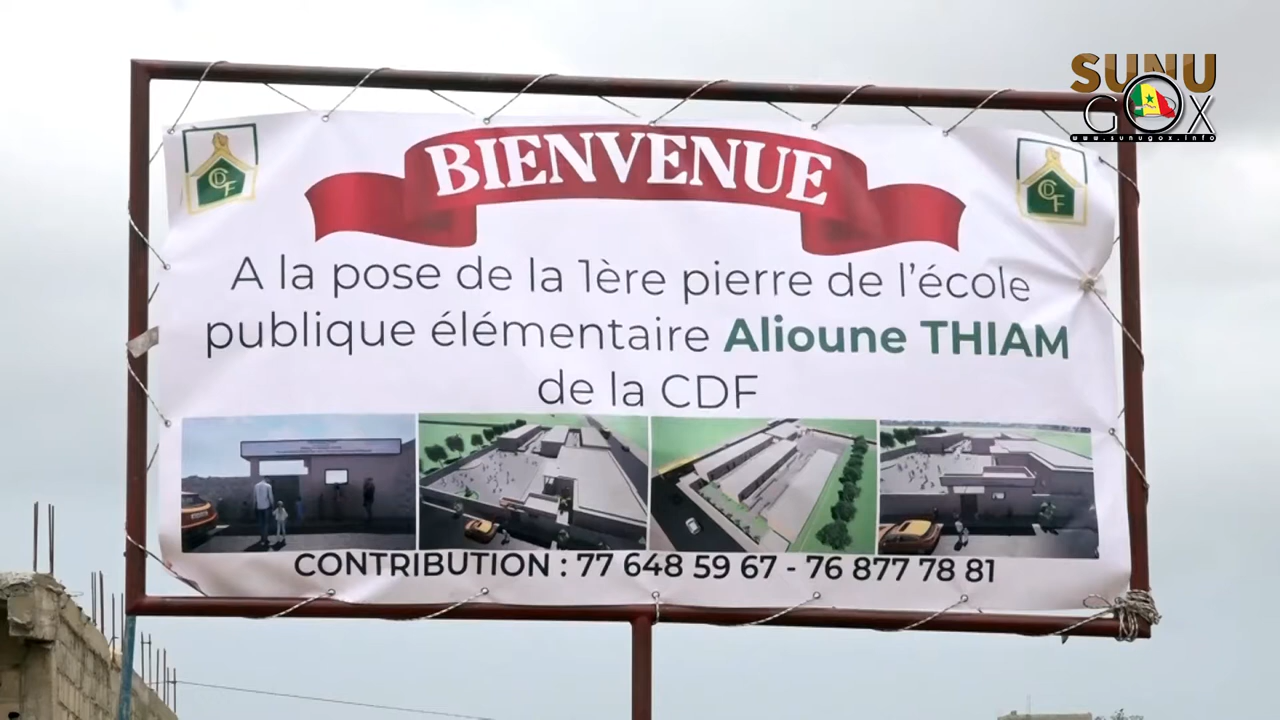 SUNU
GOX
www.sunugox.info
BIENVENUE
CDF
CDF
A la pose de la 1ère pierre de l'école
publique élémentaire Alioune THIAM
de la CDF
CONTRIBUTION : 77 648 59 67 - 76 877 78 81